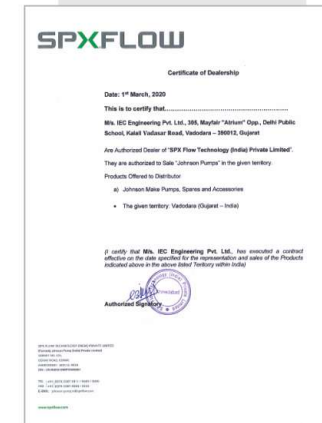 SPXFLOW
Certificate of Dealership
Date: 1st March, 2020
This is to certify that
M/s. IEC Engineering Pvt. Ltd., 305, Mayfair "Atrium" Opp., Delhi Public
School, Kalali Vadasar Road, Vadodara – 390012, Gujarat
Are Authorized Dealer of "SPX Flow Technology (India) Private Limited".
They are authorized to Sale "Johnson Pumps" in the given territory.
Products Offered to Distributor
a) Johnson Make Pumps, Spares and Accessories
• The given territory: Vadodara (Gujarat – India)
(I certify that M/s. IEC Engineering Pvt. Ltd., has executed a contract
effective on the date specified for the representation and sales of the Products
indicated above in the above listed Territory within India)
Authorized Signatory
www.spxflow.com